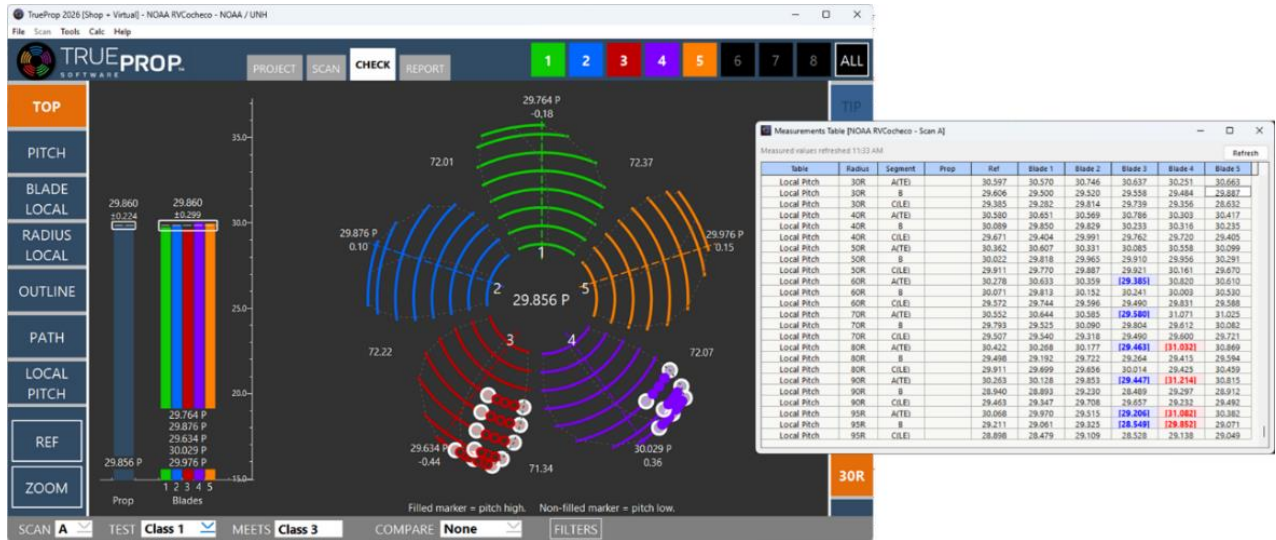 TrueProp 2026 [Shop + Virtual] - NOAA RVCocheco - NOAA / UNH
File Scan Tools Calc Help
TRUEPROP
SOFTWARE
PROJECT SCAN CHECK REPORT
1 2 3 4 5 6 7 8 ALL
TOP
PITCH
BLADE
LOCAL
RADIUS
LOCAL
OUTLINE
PATH
LOCAL
PITCH
REF
ZOOM
TIP
30R
35.0
30.0
25.0
20.0
15.0
29.860
±0.224
29.860
±0.299
29.764 P
29.876 P
29.634 P
30.029 P
29.976 P
29.856 P
1 2 3 4 5
Prop Blades
29.764 P
-0.18
72.01
72.37
29.876 P
0.10
29.976 P
0.15
1
2
5
29.856 P
3
4
72.22
72.07
29.634 P
-0.44
71.34
30.029 P
0.36
Filled marker = pitch high. Non-filled marker = pitch low.
SCAN A TEST Class 1 MEETS Class 3 COMPARE None FILTERS
Measurements Table [NOAA RVCocheco - Scan A]
Measured values refreshed 11:33 AM
Refresh
Table Radius Segment Prop Ref Blade 1 Blade 2 Blade 3 Blade 4 Blade 5
Local Pitch 30R A(TE) 30.597 30.570 30.746 30.637 30.251 30.663
Local Pitch 30R B 29.606 29.500 29.520 29.558 29.484 29.887
Local Pitch 30R C(LE) 29.385 29.282 29.814 29.739 29.356 28.632
Local Pitch 40R A(TE) 30.580 30.651 30.569 30.786 30.303 30.417
Local Pitch 40R B 30.089 29.850 29.829 30.233 30.316 30.235
Local Pitch 40R C(LE) 29.671 29.404 29.991 29.762 29.720 29.405
Local Pitch 50R A(TE) 30.362 30.607 30.331 30.085 30.558 30.099
Local Pitch 50R B 30.022 29.818 29.965 29.910 29.956 30.291
Local Pitch 50R C(LE) 29.911 29.770 29.887 29.921 30.161 29.670
Local Pitch 60R A(TE) 30.278 30.633 30.359 [29.385] 30.820 30.610
Local Pitch 60R B 30.071 29.813 30.152 30.241 30.003 30.530
Local Pitch 60R C(LE) 29.572 29.744 29.596 29.490 29.831 29.588
Local Pitch 70R A(TE) 30.552 30.644 30.585 [29.580] 31.071 31.025
Local Pitch 70R B 29.793 29.525 30.090 29.804 29.612 30.082
Local Pitch 70R C(LE) 29.507 29.540 29.318 29.490 29.600 29.721
Local Pitch 80R A(TE) 30.422 30.268 30.177 [29.463] [31.032] 30.869
Local Pitch 80R B 29.498 29.192 29.722 29.264 29.415 29.594
Local Pitch 80R C(LE) 29.911 29.699 29.656 30.014 29.425 30.459
Local Pitch 90R A(TE) 30.263 30.128 29.853 [29.447] [31.214] 30.815
Local Pitch 90R B 28.940 28.893 29.230 28.489 29.297 28.912
Local Pitch 90R C(LE) 29.463 29.347 29.708 29.657 29.232 29.492
Local Pitch 95R A(TE) 30.068 29.970 29.515 [29.206] [31.082] 30.382
Local Pitch 95R B 29.211 29.061 29.325 [28.549] [29.852] 29.071
Local Pitch 95R C(LE) 28.898 28.479 29.109 28.528 29.138 29.049